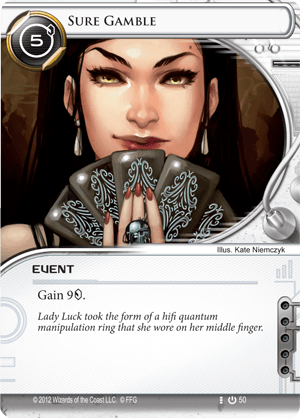 Sure Gamble
5
Illus. Kate Niemczyk
EVENT
Gain 9.
Lady Luck took the form of a hifi quantum
manipulation ring that she wore on her middle finger.
© 2012 Wizards of the Coast LLC. © FFG
50